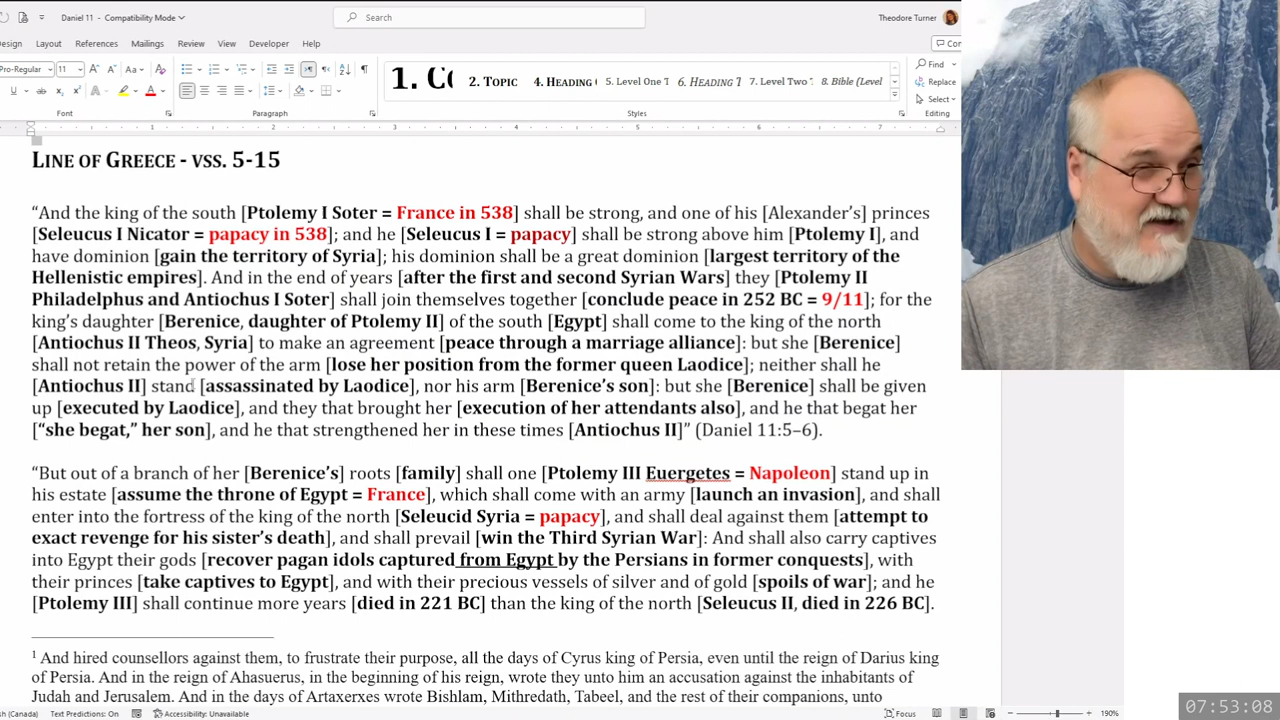 Daniel 11 - Compatibility Mode
Search
Theodore Turner
Layout References Mailings Review View Developer Help
11
Replace
Select
Font Paragraph Styles
2. TOPIC 5. Level One T 7. Level Two 8. Bible (Level
1 2 3 4 5 6 7
LINE OF GREECE - VSS. 5-15
“And the king of the south [Ptolemy I Soter = France in 538] shall be strong, and one of his [Alexander’s] princes
[Seleucus I Nicator = papacy in 538]; and he [Seleucus I = papacy] shall be strong above him [Ptolemy I], and
have dominion [gain the territory of Syria]; his dominion shall be a great dominion [largest territory of the
Hellenistic empires]. And in the end of years [after the first and second Syrian Wars] they [Ptolemy II
Philadelphus and Antiochus I Soter] shall join themselves together [conclude peace in 252 BC = 9/11]; for the
king’s daughter [Berenice, daughter of Ptolemy II] of the south [Egypt] shall come to the king of the north
[Antiochus II Theos, Syria] to make an agreement [peace through a marriage alliance]: but she [Berenice]
shall not retain the power of the arm [lose her position from the former queen Laodice]; neither shall he
[Antiochus II] stand [assassinated by Laodice], nor his arm [Berenice’s son]: but she [Berenice] shall be given
up [executed by Laodice], and they that brought her [execution of her attendants also], and he that begat her
[“she begat,” her son], and he that strengthened her in these times [Antiochus II]” (Daniel 11:5–6).
“But out of a branch of her [Berenice’s] roots [family] shall one [Ptolemy III Euergetes = Napoleon] stand up in
his estate [assume the throne of Egypt = France], which shall come with an army [launch an invasion], and shall
enter into the fortress of the king of the north [Seleucid Syria = papacy], and shall deal against them [attempt to
exact revenge for his sister’s death], and shall prevail [win the Third Syrian War]: And shall also carry captives
into Egypt their gods [recover pagan idols captured from Egypt by the Persians in former conquests], with
their princes [take captives to Egypt], and with their precious vessels of silver and of gold [spoils of war]; and he
[Ptolemy III] shall continue more years [died in 221 BC] than the king of the north [Seleucus II, died in 226 BC].
1 And hired counsellors against them, to frustrate their purpose, all the days of Cyrus king of Persia, even until the reign of Darius king
of Persia. And in the reign of Ahasuerus, in the beginning of his reign, wrote they unto him an accusation against the inhabitants of
Judah and Jerusalem. And in the days of Artaxerxes wrote Bishlam, Mithredath, Tabeel, and the rest of their companions, unto
Text Predictions: On Accessibility: Unavailable Focus 190%
07:53:08